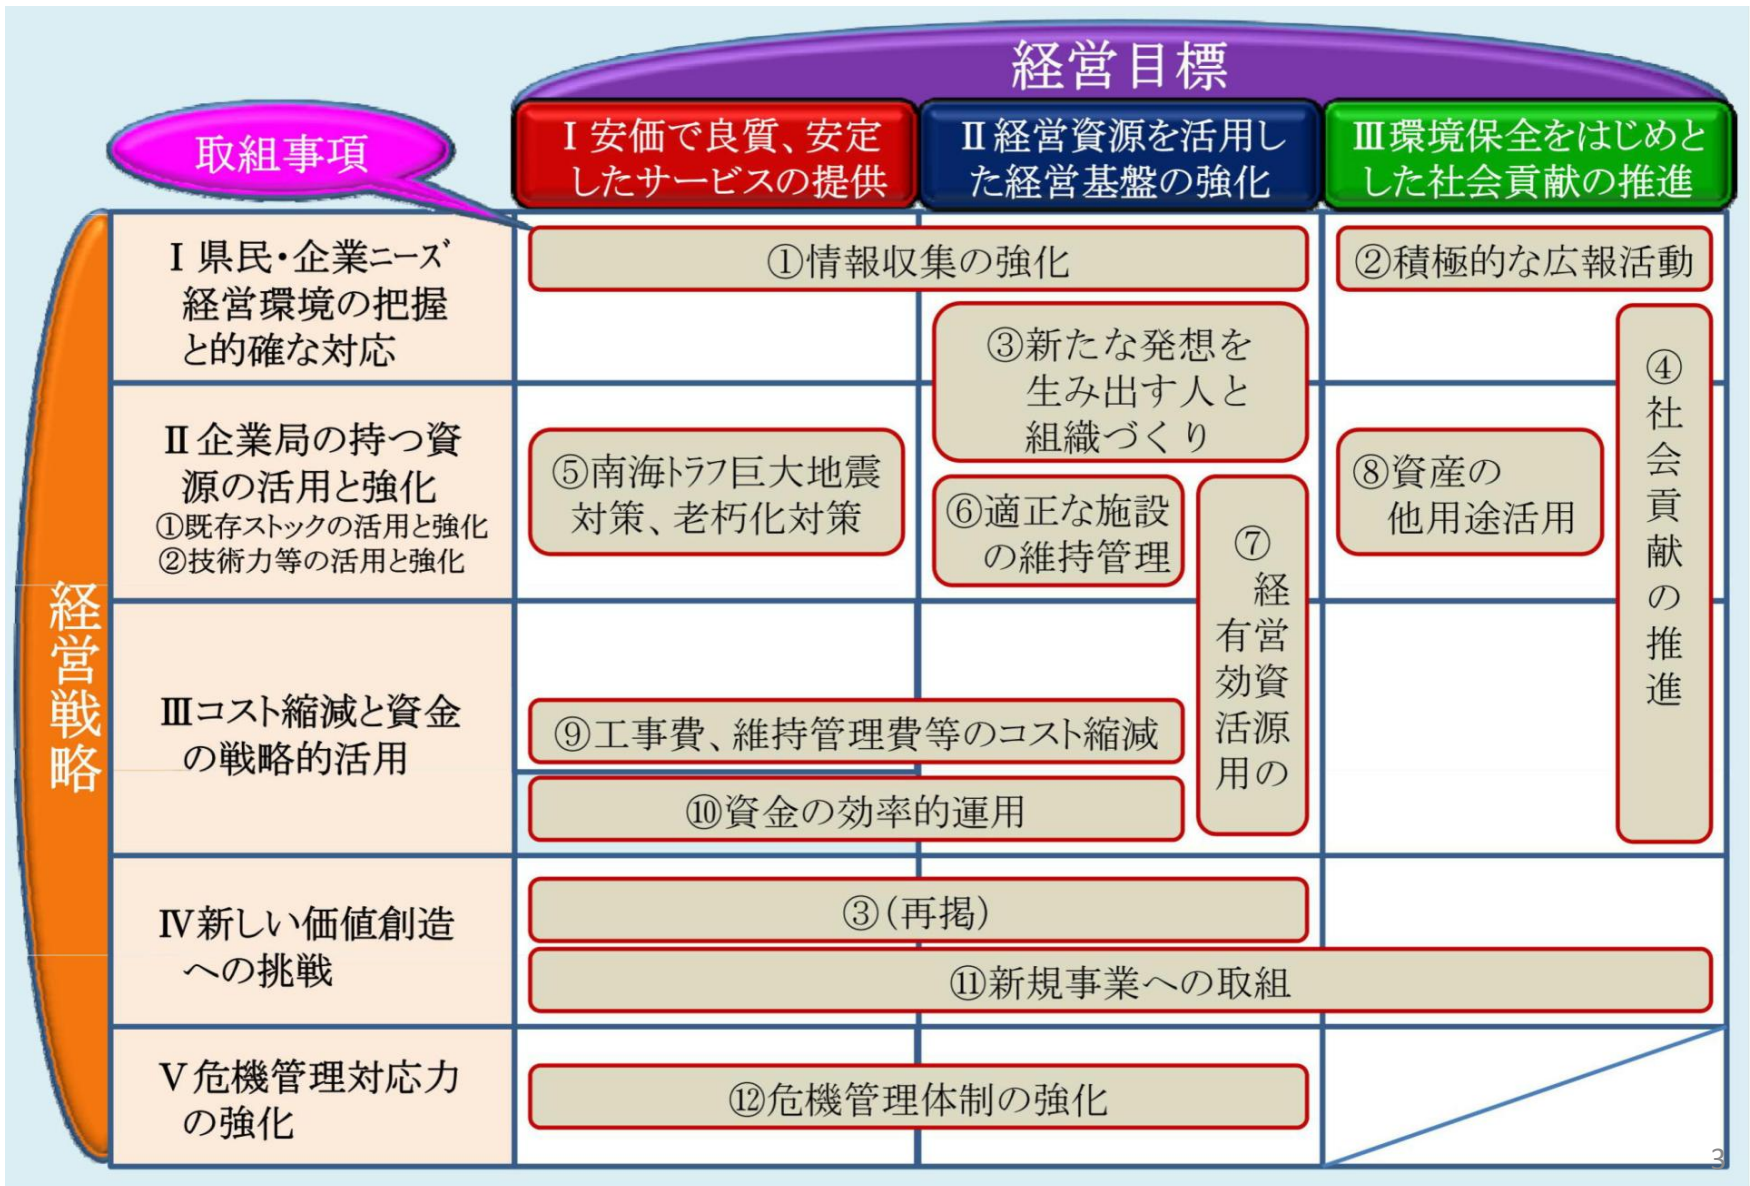 経営目標
取組事項
Ⅰ安価で良質、安定
したサービスの提供
Ⅱ経営資源を活用し
た経営基盤の強化
Ⅲ環境保全をはじめと
した社会貢献の推進
経営戦略
Ⅰ県民・企業ニーズ
経営環境の把握
と的確な対応
①情報収集の強化
②積極的な広報活動
③新たな発想を
生み出す人と
組織づくり
④社会貢献の推進
Ⅱ企業局の持つ資
源の活用と強化
①既存ストックの活用と強化
②技術力等の活用と強化
⑤南海トラフ巨大地震
対策、老朽化対策
⑥適正な施設
の維持管理
⑦経営資源の
有効活用
⑧資産の
他用途活用
Ⅲコスト縮減と資金
の戦略的活用
⑨工事費、維持管理費等のコスト縮減
⑩資金の効率的運用
Ⅳ新しい価値創造
への挑戦
③(再掲)
⑪新規事業への取組
Ⅴ危機管理対応力
の強化
⑫危機管理体制の強化
3